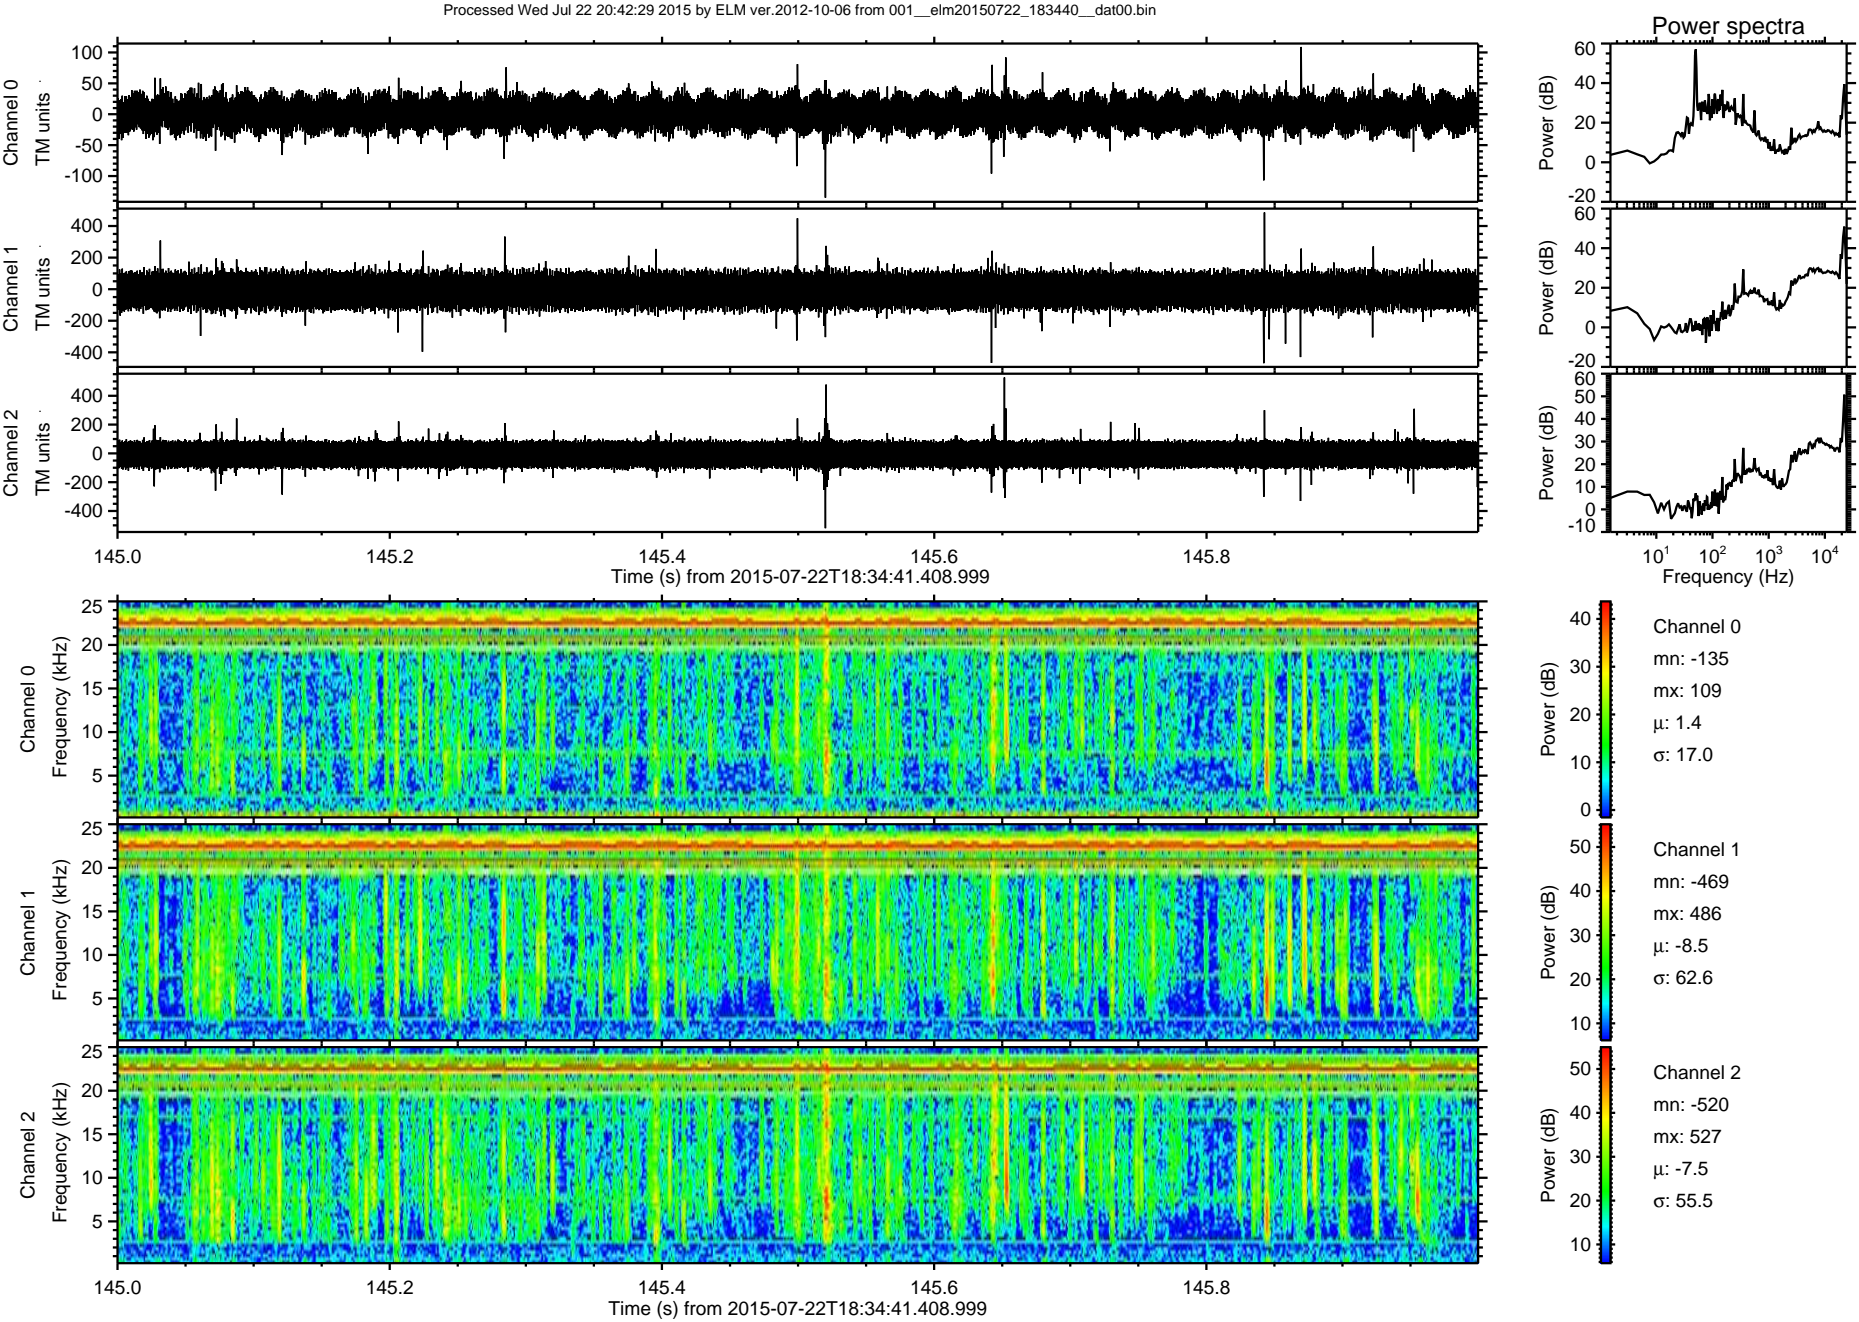 Processed Wed Jul 22 20:42:29 2015 by ELM ver.2012-10-06 from 001__elm20150722_183440__dat00.bin
Power spectra
Channel 0
TM units
100
50
0
-50
-100
Power (dB)
60
40
20
0
-20
Channel 1
TM units
400
200
0
-200
-400
Power (dB)
60
40
20
0
-20
Channel 2
TM units
400
200
0
-200
-400
Power (dB)
60
50
40
30
20
10
0
-10
145.0 145.2 145.4 145.6 145.8
Time (s) from 2015-07-22T18:34:41.408.999
10¹ 10² 10³ 10⁴
Frequency (Hz)
Channel 0
Frequency (kHz)
25
20
15
10
5
Power (dB)
40
30
20
10
0
Channel 0
mn: -135
mx: 109
μ: 1.4
σ: 17.0
Channel 1
Frequency (kHz)
25
20
15
10
5
Power (dB)
50
40
30
20
10
Channel 1
mn: -469
mx: 486
μ: -8.5
σ: 62.6
Channel 2
Frequency (kHz)
25
20
15
10
5
Power (dB)
50
40
30
20
10
Channel 2
mn: -520
mx: 527
μ: -7.5
σ: 55.5
145.0 145.2 145.4 145.6 145.8
Time (s) from 2015-07-22T18:34:41.408.999